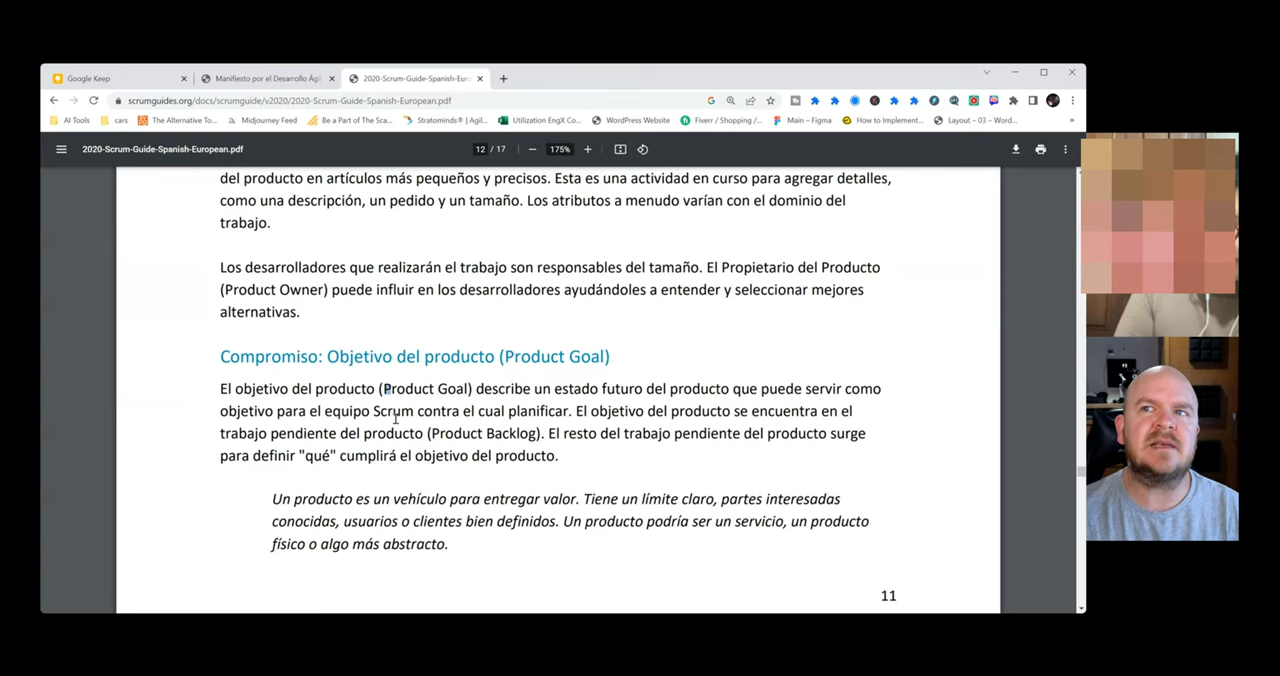 Google Keep
Manifiesto por el Desarrollo Ági
2020-Scrum-Guide-Spanish-Euro
scrumguides.org/docs/scrumguide/v2020/2020-Scrum-Guide-Spanish-European.pdf
AI Tools
cars
The Alternative To...
Midjourney Feed
Be a Part of The Sca...
Stratominds® | Agil...
Utilization EngX Co...
WordPress Website
Fiverr / Shopping /...
Main – Figma
How to Implement...
Layout – 03 – Word...
2020-Scrum-Guide-Spanish-European.pdf
12 / 17
175%
del producto en artículos más pequeños y precisos. Esta es una actividad en curso para agregar detalles,
como una descripción, un pedido y un tamaño. Los atributos a menudo varían con el dominio del
trabajo.
Los desarrolladores que realizarán el trabajo son responsables del tamaño. El Propietario del Producto
(Product Owner) puede influir en los desarrolladores ayudándoles a entender y seleccionar mejores
alternativas.
Compromiso: Objetivo del producto (Product Goal)
El objetivo del producto (Product Goal) describe un estado futuro del producto que puede servir como
objetivo para el equipo Scrum contra el cual planificar. El objetivo del producto se encuentra en el
trabajo pendiente del producto (Product Backlog). El resto del trabajo pendiente del producto surge
para definir "qué" cumplirá el objetivo del producto.
Un producto es un vehículo para entregar valor. Tiene un límite claro, partes interesadas
conocidas, usuarios o clientes bien definidos. Un producto podría ser un servicio, un producto
físico o algo más abstracto.
11